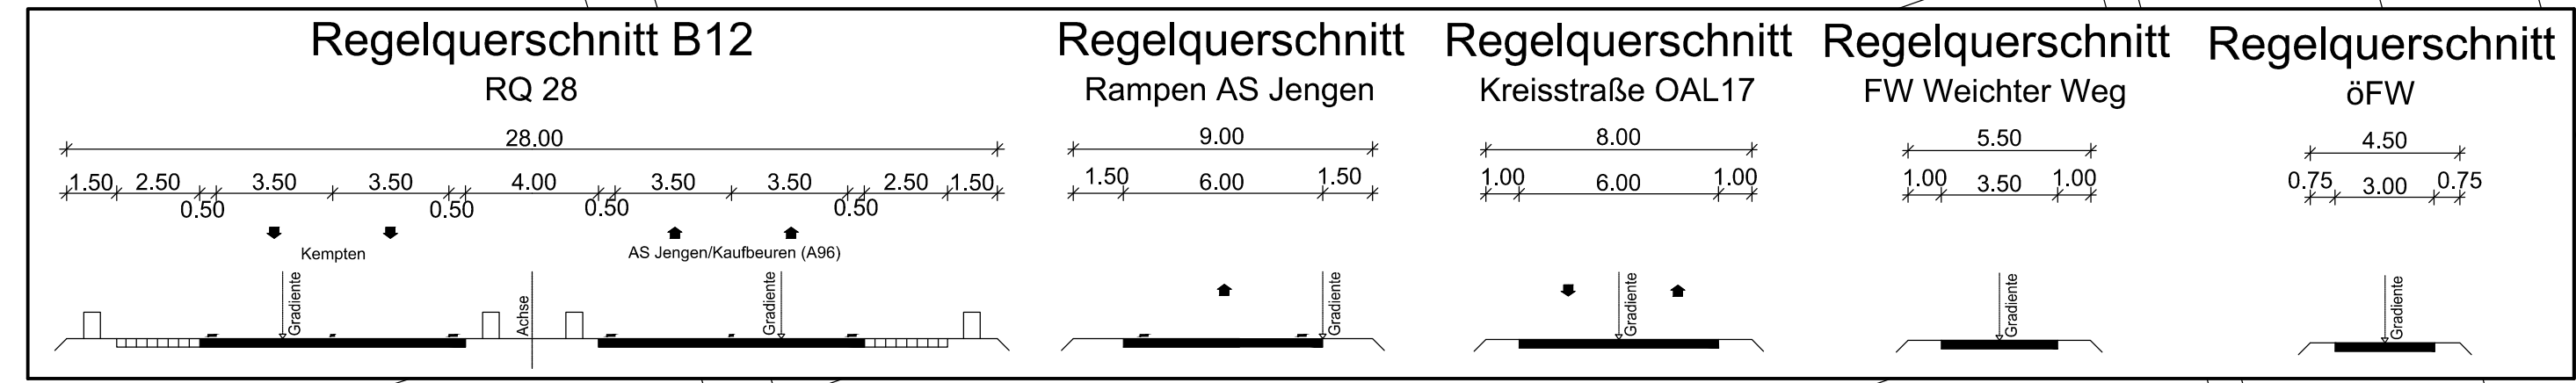 Regelquerschnitt B12
RQ 28
28.00
1.50 2.50 3.50 3.50 4.00 3.50 3.50 2.50 1.50
0.50 0.50 0.50 0.50
Kempten
AS Jengen/Kaufbeuren (A96)
Gradiente
Achse
Gradiente
Regelquerschnitt
Rampen AS Jengen
9.00
1.50 6.00 1.50
Gradiente
Regelquerschnitt
Kreisstraße OAL17
8.00
1.00 6.00 1.00
Gradiente
Regelquerschnitt
FW Weichter Weg
5.50
1.00 3.50 1.00
Gradiente
Regelquerschnitt
öFW
4.50
0.75 3.00 0.75
Gradiente